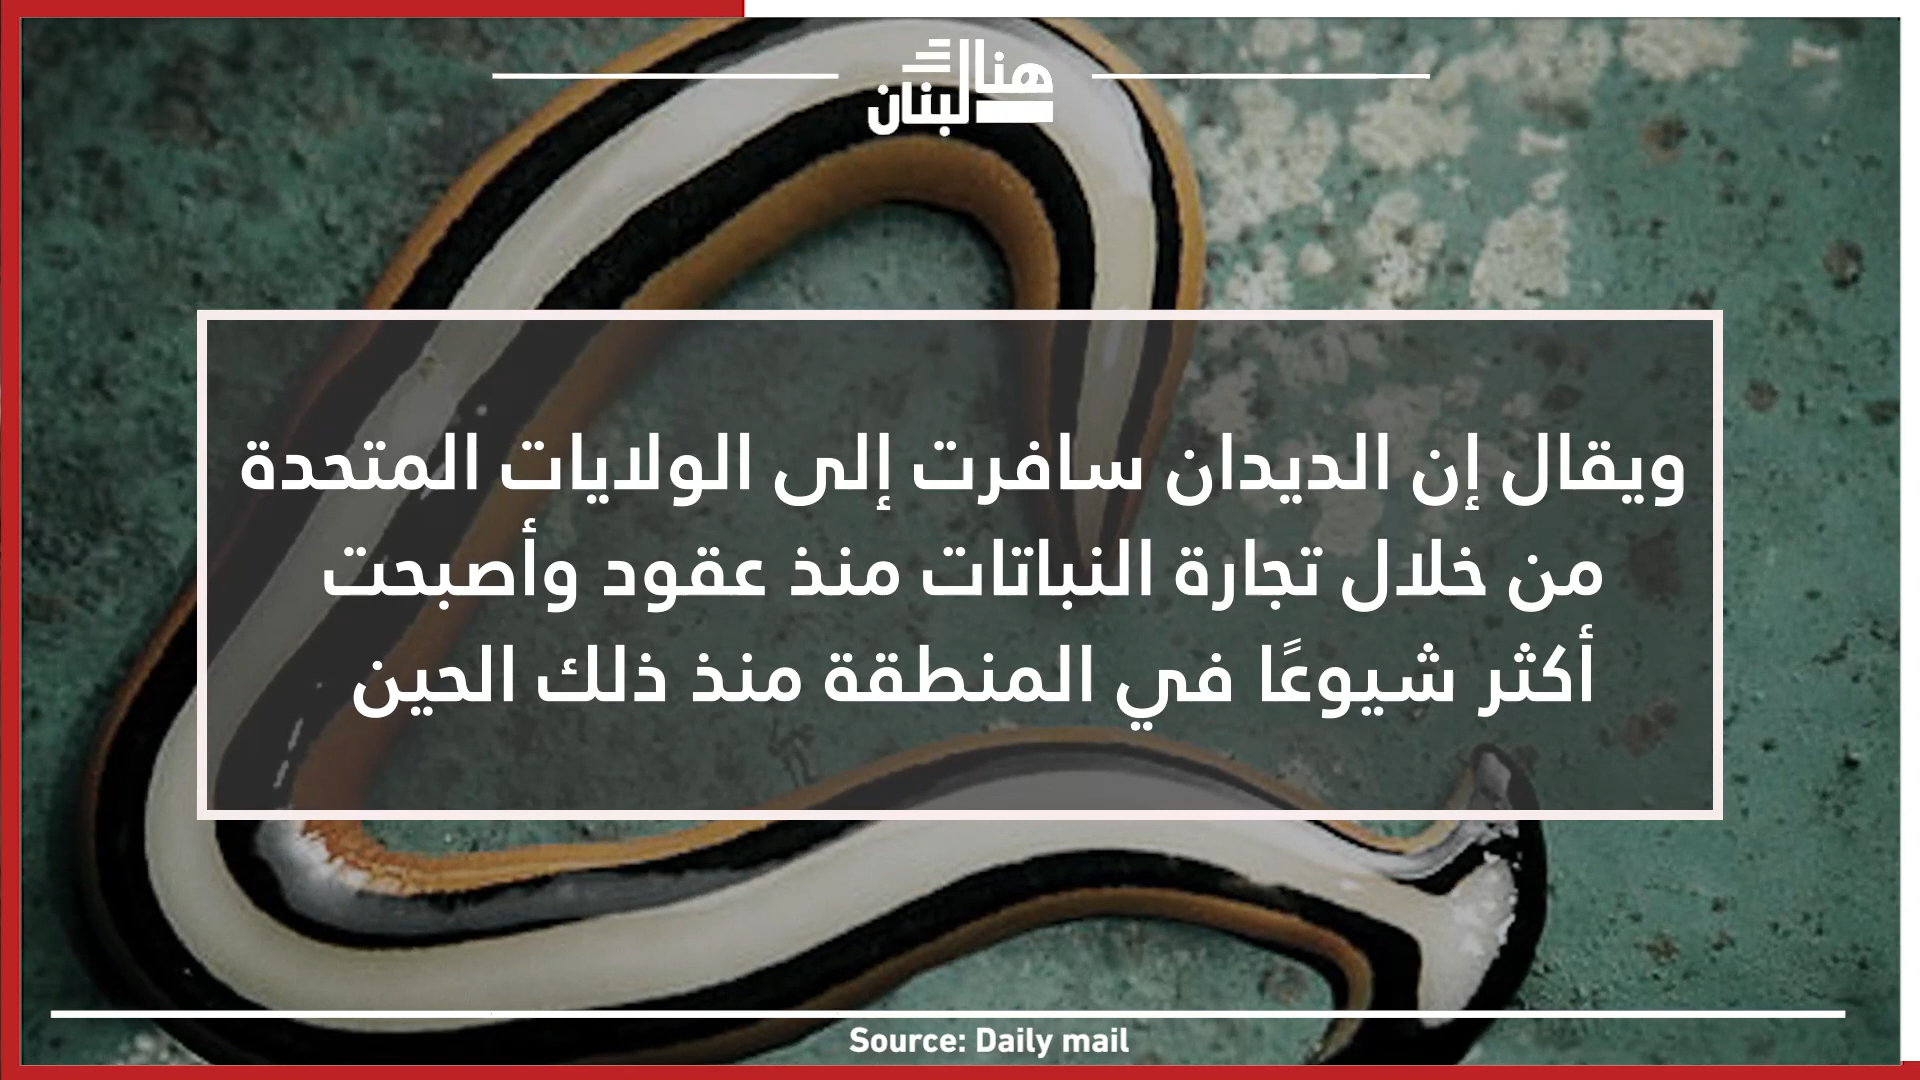 هنا
لبنان
ويقال إن الديدان سافرت إلى الولايات المتحدة
من خلال تجارة النباتات منذ عقود وأصبحت
أكثر شيوعًا في المنطقة منذ ذلك الحين
Source: Daily mail